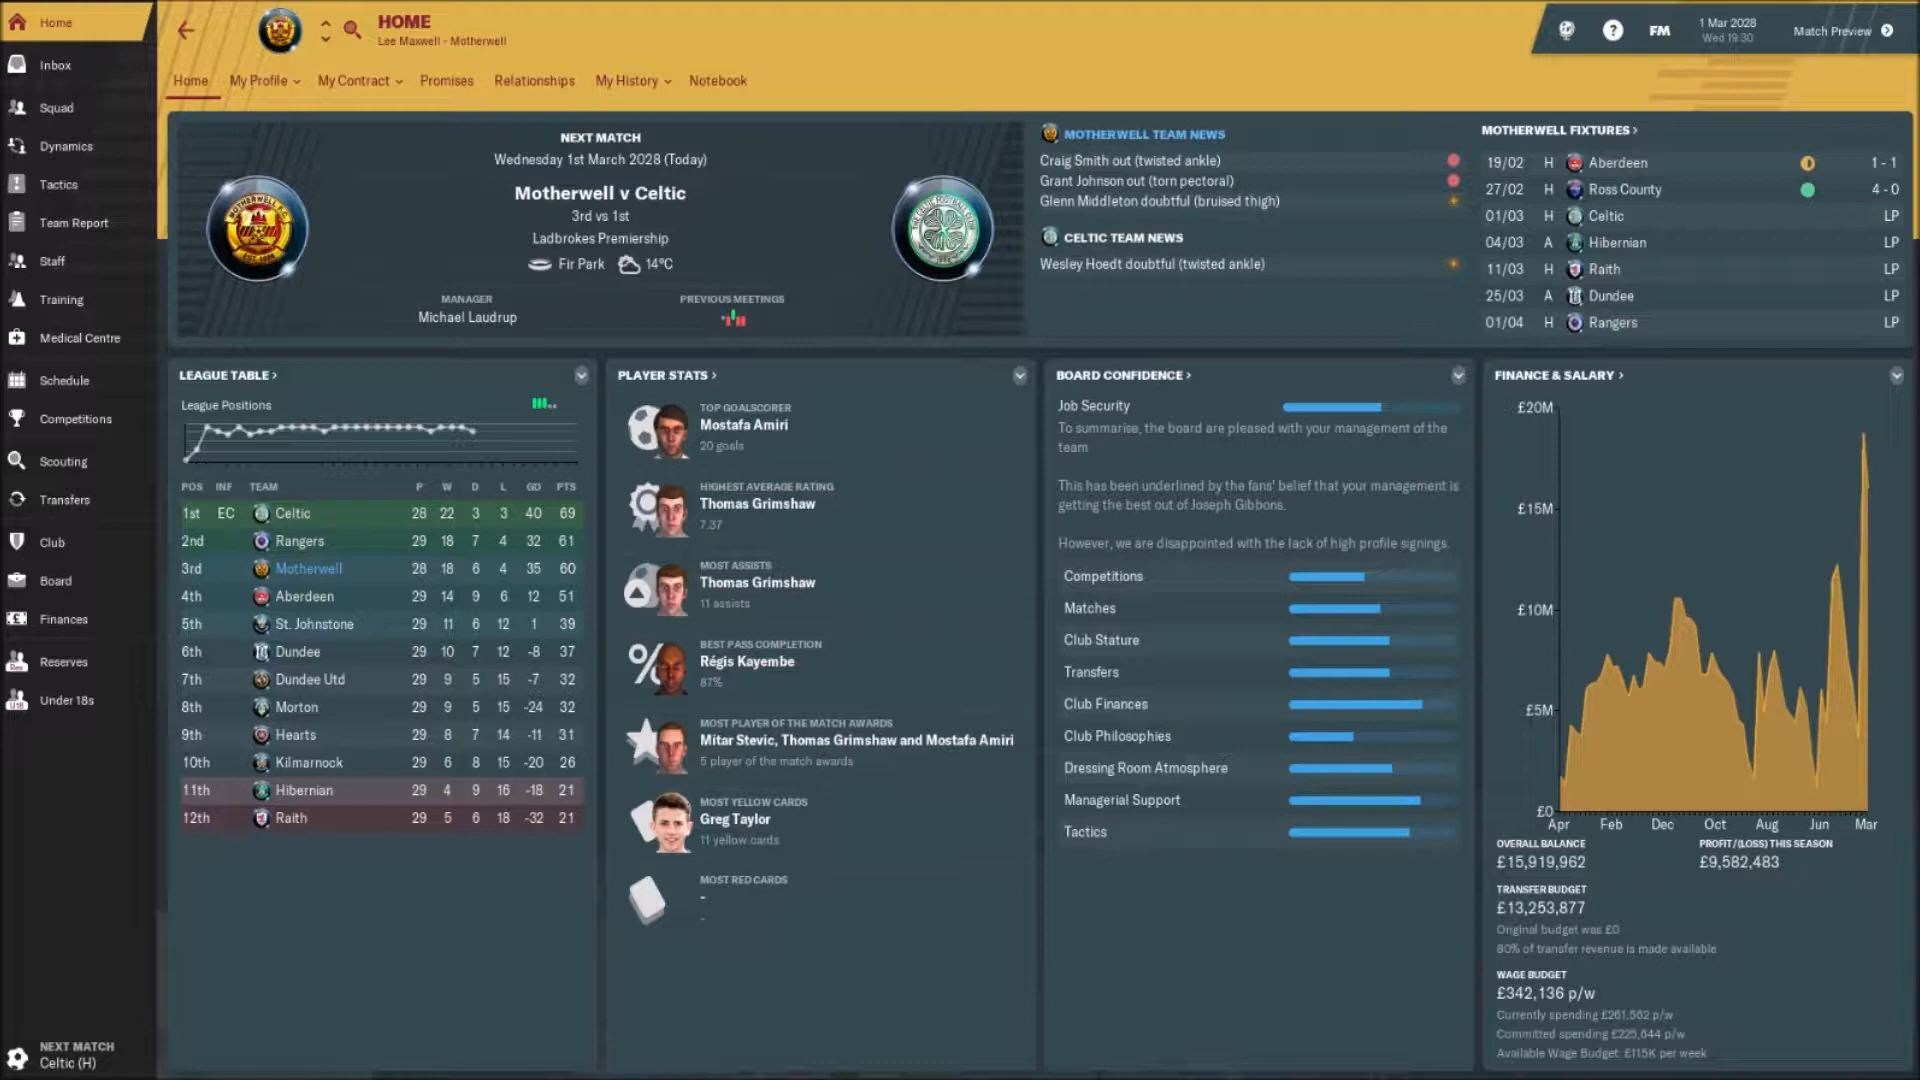 Home
Inbox
Squad
Dynamics
Tactics
Team Report
Staff
Training
Medical Centre
Schedule
Competitions
Scouting
Transfers
Club
Board
Finances
Reserves
Under 18s
NEXT MATCH
Celtic (H)
HOME
Lee Maxwell - Motherwell
FM
1 Mar 2028
Wed 19:30
Match Preview
Home My Profile My Contract Promises Relationships My History Notebook
NEXT MATCH
Wednesday 1st March 2028 (Today)
Motherwell v Celtic
3rd vs 1st
Ladbrokes Premiership
Fir Park 14°C
MANAGER
Michael Laudrup
PREVIOUS MEETINGS
MOTHERWELL TEAM NEWS
Craig Smith out (twisted ankle)
Grant Johnson out (torn pectoral)
Glenn Middleton doubtful (bruised thigh)
CELTIC TEAM NEWS
Wesley Hoedt doubtful (twisted ankle)
MOTHERWELL FIXTURES >
19/02 H Aberdeen 1 - 1
27/02 H Ross County 4 - 0
01/03 H Celtic LP
04/03 A Hibernian LP
11/03 H Raith LP
25/03 A Dundee LP
01/04 H Rangers LP
LEAGUE TABLE >
League Positions
POS INF TEAM P W D L GD PTS
1st EC Celtic 28 22 3 3 40 69
2nd Rangers 29 18 7 4 32 61
3rd Motherwell 28 18 6 4 35 60
4th Aberdeen 29 14 9 6 12 51
5th St. Johnstone 29 11 6 12 1 39
6th Dundee 29 10 7 12 -8 37
7th Dundee Utd 29 9 5 15 -7 32
8th Morton 29 9 5 15 -24 32
9th Hearts 29 8 7 14 -11 31
10th Kilmarnock 29 6 8 15 -20 26
11th Hibernian 29 4 9 16 -18 21
12th Raith 29 5 6 18 -32 21
PLAYER STATS >
TOP GOALSCORER
Mostafa Amiri
20 goals
HIGHEST AVERAGE RATING
Thomas Grimshaw
7.37
MOST ASSISTS
Thomas Grimshaw
11 assists
BEST PASS COMPLETION
Régis Kayembe
87%
MOST PLAYER OF THE MATCH AWARDS
Mitar Stevic, Thomas Grimshaw and Mostafa Amiri
5 player of the match awards
MOST YELLOW CARDS
Greg Taylor
11 yellow cards
MOST RED CARDS
-
-
BOARD CONFIDENCE >
Job Security
To summarise, the board are pleased with your management of the
team
This has been underlined by the fans' belief that your management is
getting the best out of Joseph Gibbons.
However, we are disappointed with the lack of high profile signings.
Competitions
Matches
Club Stature
Transfers
Club Finances
Club Philosophies
Dressing Room Atmosphere
Managerial Support
Tactics
FINANCE & SALARY >
£20M
£15M
£10M
£5M
£0
Apr Feb Dec Oct Aug Jun Mar
OVERALL BALANCE
£15,919,962
PROFIT/(LOSS) THIS SEASON
£9,582,483
TRANSFER BUDGET
£13,253,877
Original budget was £0
80% of transfer revenue is made available
WAGE BUDGET
£342,136 p/w
Currently spending £261,562 p/w
Committed spending £225,644 p/w
Available Wage Budget: £115K per week